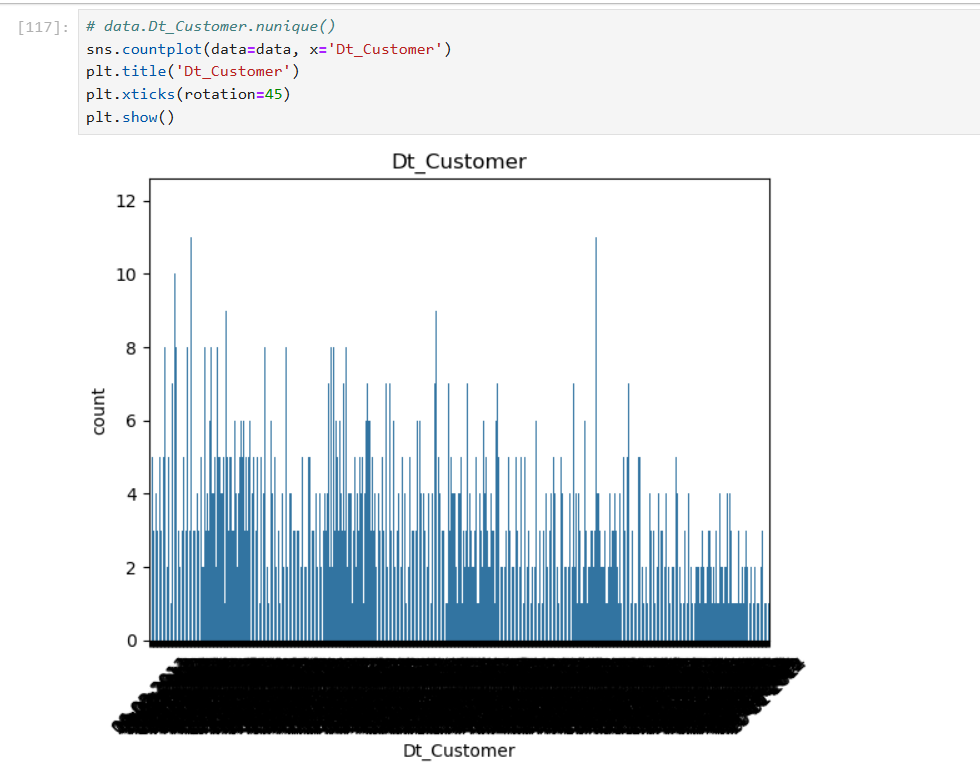 [117]: # data.Dt_Customer.nunique()
sns.countplot(data=data, x='Dt_Customer')
plt.title('Dt_Customer')
plt.xticks(rotation=45)
plt.show()
Dt_Customer
12
10
8
6
4
2
0
count
Dt_Customer